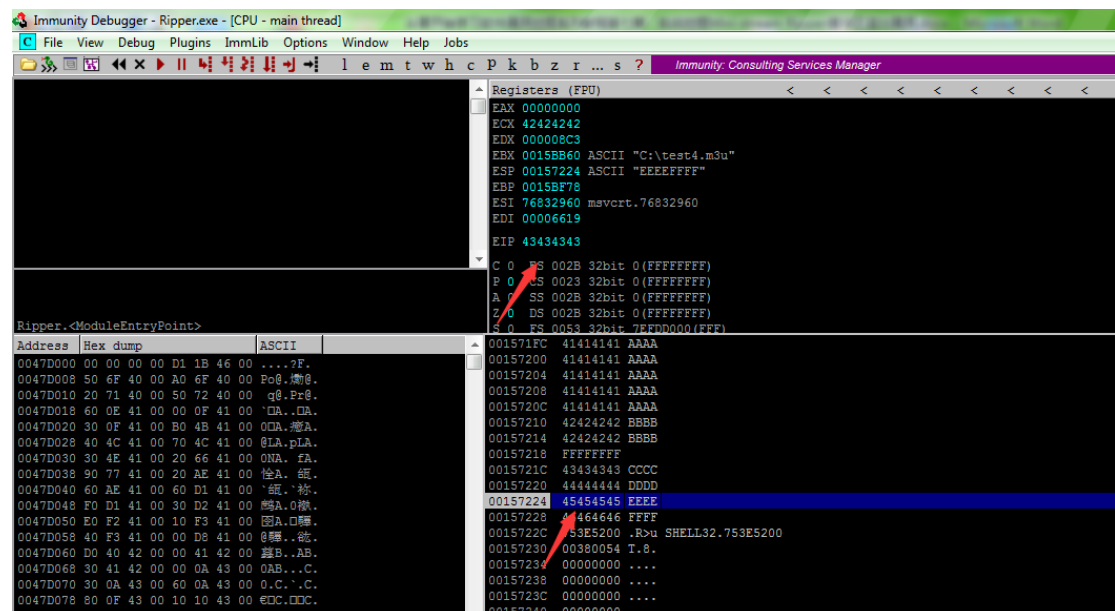 Immunity Debugger - Ripper.exe - [CPU - main thread]
C File View Debug Plugins ImmLib Options Window Help Jobs
l e m t w h c P k b z r ... s ? Immunity: Consulting Services Manager
Registers (FPU) < < < < < < < < <
EAX 00000000
ECX 42424242
EDX 000008C3
EBX 0015BB60 ASCII "C:\test4.m3u"
ESP 00157224 ASCII "EEEEFFFF"
EBP 0015BF78
ESI 76832960 msvcrt.76832960
EDI 00006619
EIP 43434343
C 0 ES 002B 32bit 0(FFFFFFFF)
P 0 CS 0023 32bit 0(FFFFFFFF)
A 0 SS 002B 32bit 0(FFFFFFFF)
Z 0 DS 002B 32bit 0(FFFFFFFF)
S 0 FS 0053 32bit 7EFDD000(FFF)
Ripper.<ModuleEntryPoint>
Address Hex dump ASCII
0047D000 00 00 00 00 D1 1B 46 00 ....?F.
0047D008 50 6F 40 00 A0 6F 40 00
0047D010 20 71 40 00 50 72 40 00 q@.Pr@.
0047D018 60 0E 41 00 00 0F 41 00
0047D020 30 0F 41 00 B0 4B 41 00
0047D028 40 4C 41 00 70 4C 41 00 @LA.pLA.
0047D030 30 4E 41 00 20 66 41 00 0NA. fA.
0047D038 90 77 41 00 20 AE 41 00
0047D040 60 AE 41 00 60 D1 41 00
0047D048 F0 D1 41 00 30 D2 41 00
0047D050 E0 F2 41 00 10 F3 41 00
0047D058 40 F3 41 00 00 D8 41 00
0047D060 D0 40 42 00 00 41 42 00
0047D068 30 41 42 00 00 0A 43 00 0AB...C.
0047D070 30 0A 43 00 60 0A 43 00 0.C.`.C.
0047D078 80 0F 43 00 10 10 43 00
001571FC 41414141 AAAA
00157200 41414141 AAAA
00157204 41414141 AAAA
00157208 41414141 AAAA
0015720C 41414141 AAAA
00157210 42424242 BBBB
00157214 42424242 BBBB
00157218 FFFFFFFF
0015721C 43434343 CCCC
00157220 44444444 DDDD
00157224 45454545 EEEE
00157228 46464646 FFFF
0015722C 753E5200 .R>u SHELL32.753E5200
00157230 00380054 T.8.
00157234 00000000 ....
00157238 00000000 ....
0015723C 00000000 ....
00157240 00000000 ....